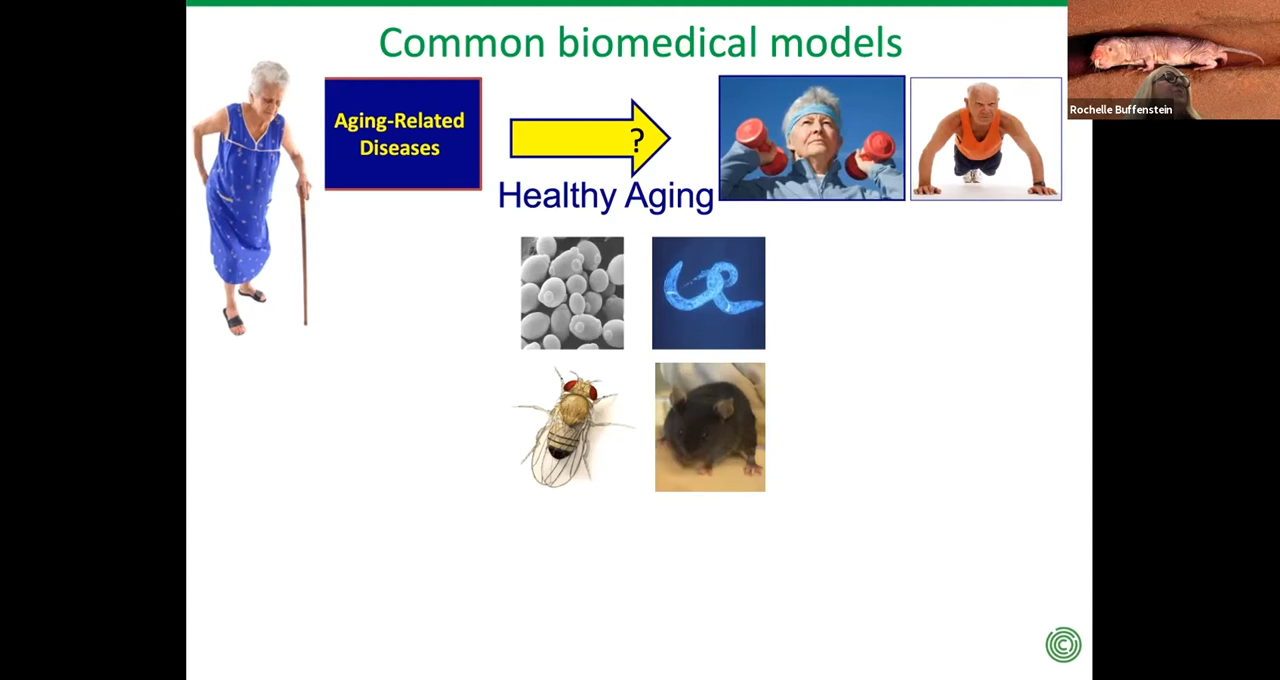 Common biomedical models
Rochelle Buffenstein
Aging-Related
Diseases
?
Healthy Aging